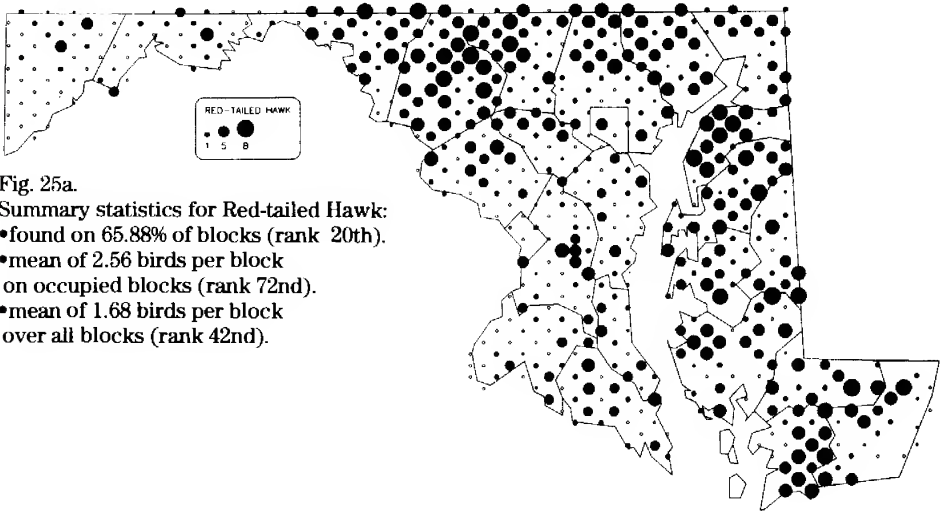 RED-TAILED HAWK
1 5 8
Fig. 25a.
Summary statistics for Red-tailed Hawk:
•found on 65.88% of blocks (rank 20th).
•mean of 2.56 birds per block
on occupied blocks (rank 72nd).
•mean of 1.68 birds per block
over all blocks (rank 42nd).